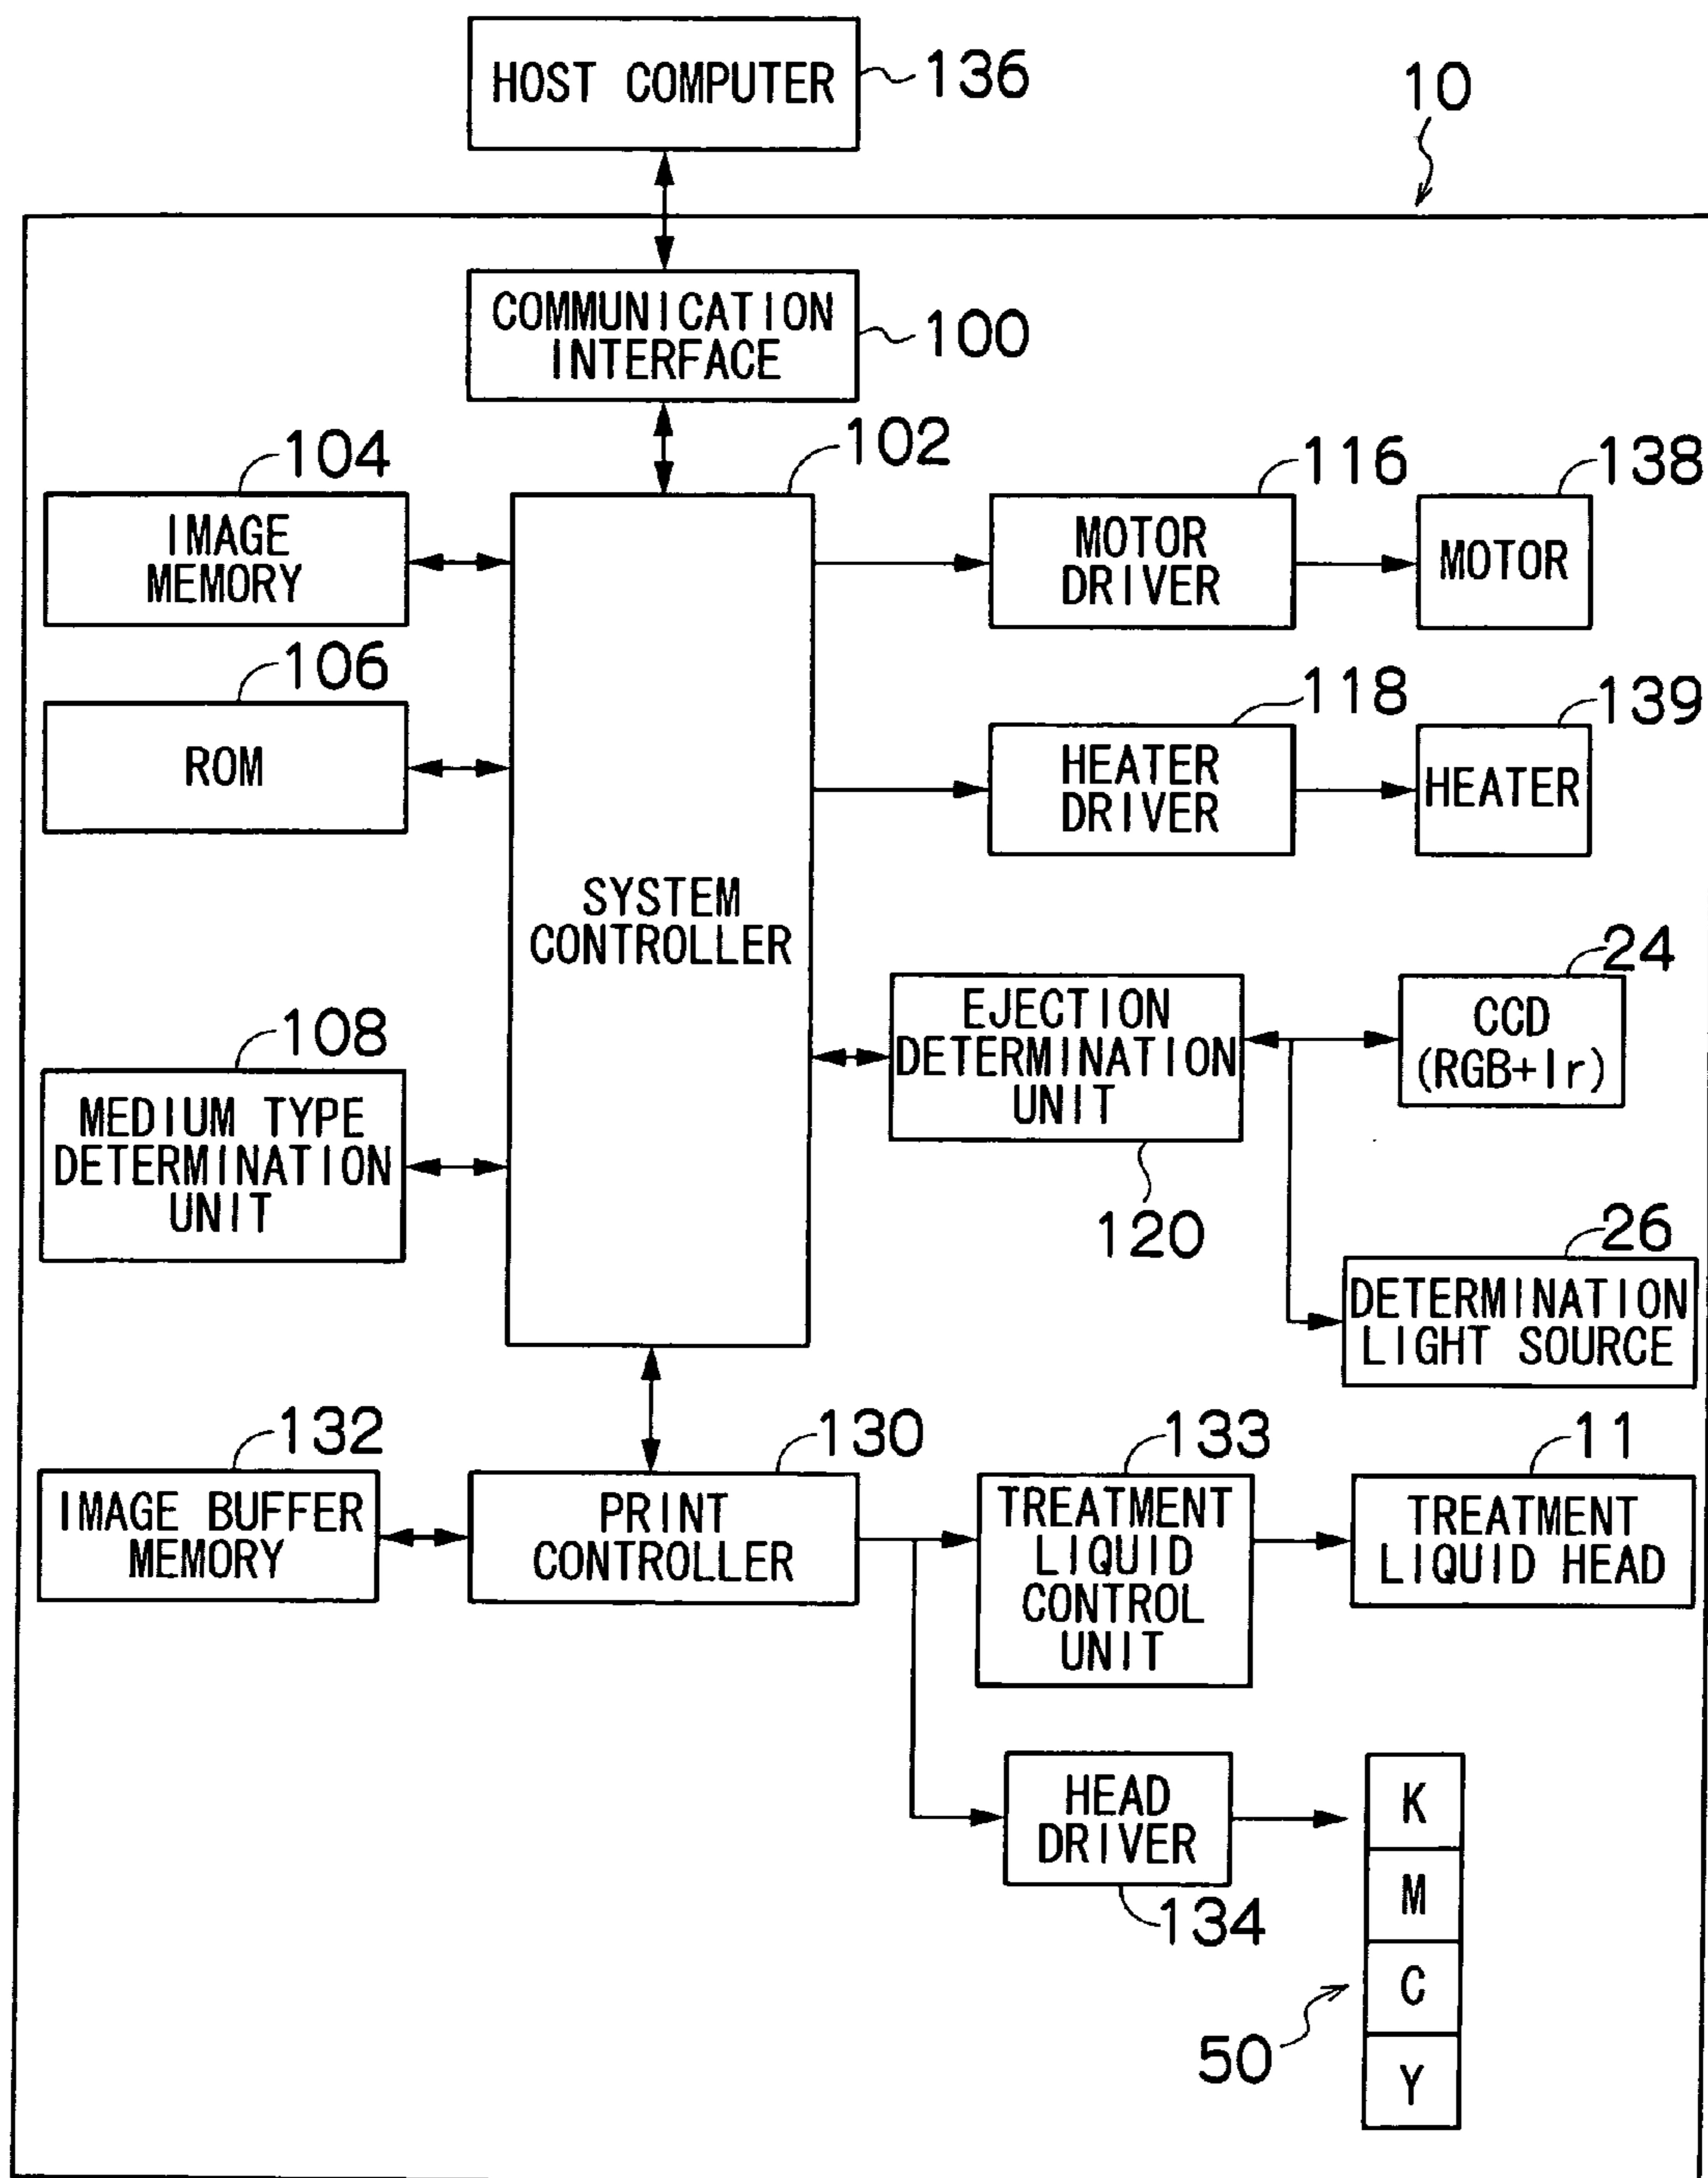 HOST COMPUTER
136
10
COMMUNICATION
INTERFACE
100
104
IMAGE
MEMORY
102
SYSTEM
CONTROLLER
116
MOTOR
DRIVER
138
MOTOR
106
ROM
118
HEATER
DRIVER
139
HEATER
108
MEDIUM TYPE
DETERMINATION
UNIT
EJECTION
DETERMINATION
UNIT
120
24
CCD
(RGB+Ir)
26
DETERMINATION
LIGHT SOURCE
132
IMAGE BUFFER
MEMORY
130
PRINT
CONTROLLER
133
TREATMENT
LIQUID
CONTROL
UNIT
11
TREATMENT
LIQUID HEAD
HEAD
DRIVER
134
K
M
C
Y
50